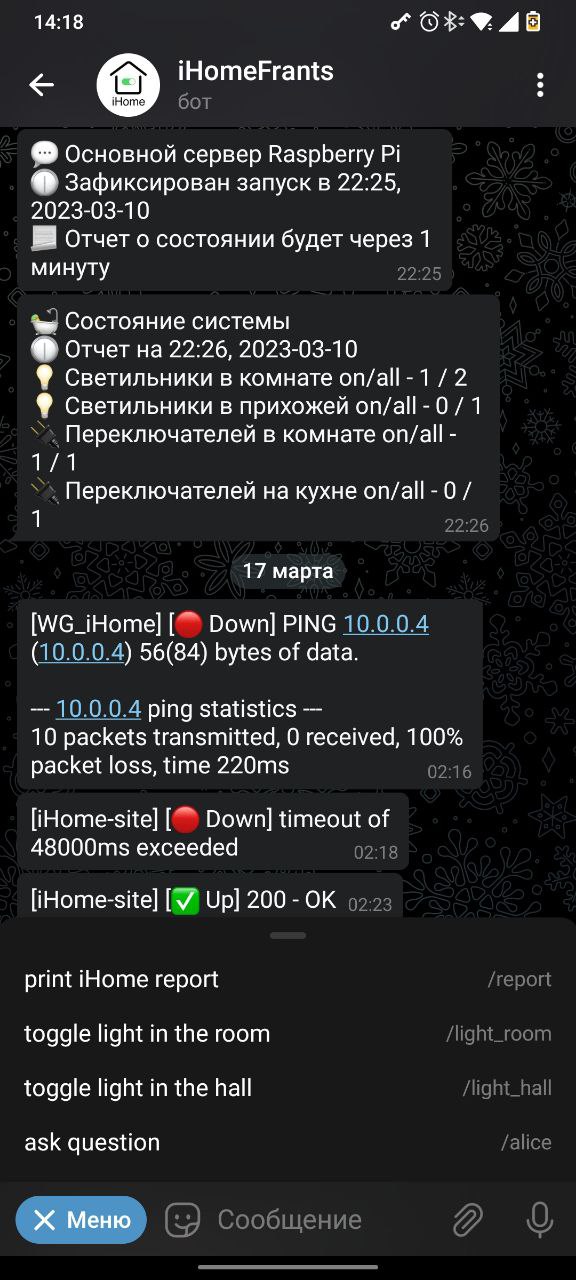 14:18
iHomeFrants
бот
iHome
💬 Основной сервер Raspberry Pi
🕕 Зафиксирован запуск в 22:25,
2023-03-10
Отчет о состоянии будет через 1
минуту
22:25
🛀 Состояние системы
🕕 Отчет на 22:26, 2023-03-10
💡 Светильники в комнате on/all - 1 / 2
💡 Светильники в прихожей on/all - 0 / 1
🔌 Переключателей в комнате on/all -
1 / 1
🔌 Переключателей на кухне on/all - 0 /
1
22:26
17 марта
[WG_iHome] [🔴 Down] PING 10.0.0.4
(10.0.0.4) 56(84) bytes of data.
--- 10.0.0.4 ping statistics ---
10 packets transmitted, 0 received, 100%
packet loss, time 220ms
02:16
[iHome-site] [🔴 Down] timeout of
48000ms exceeded
02:18
[iHome-site] [✅ Up] 200 - OK 02:23
print iHome report /report
toggle light in the room /light_room
toggle light in the hall /light_hall
ask question /alice
Меню
Сообщение